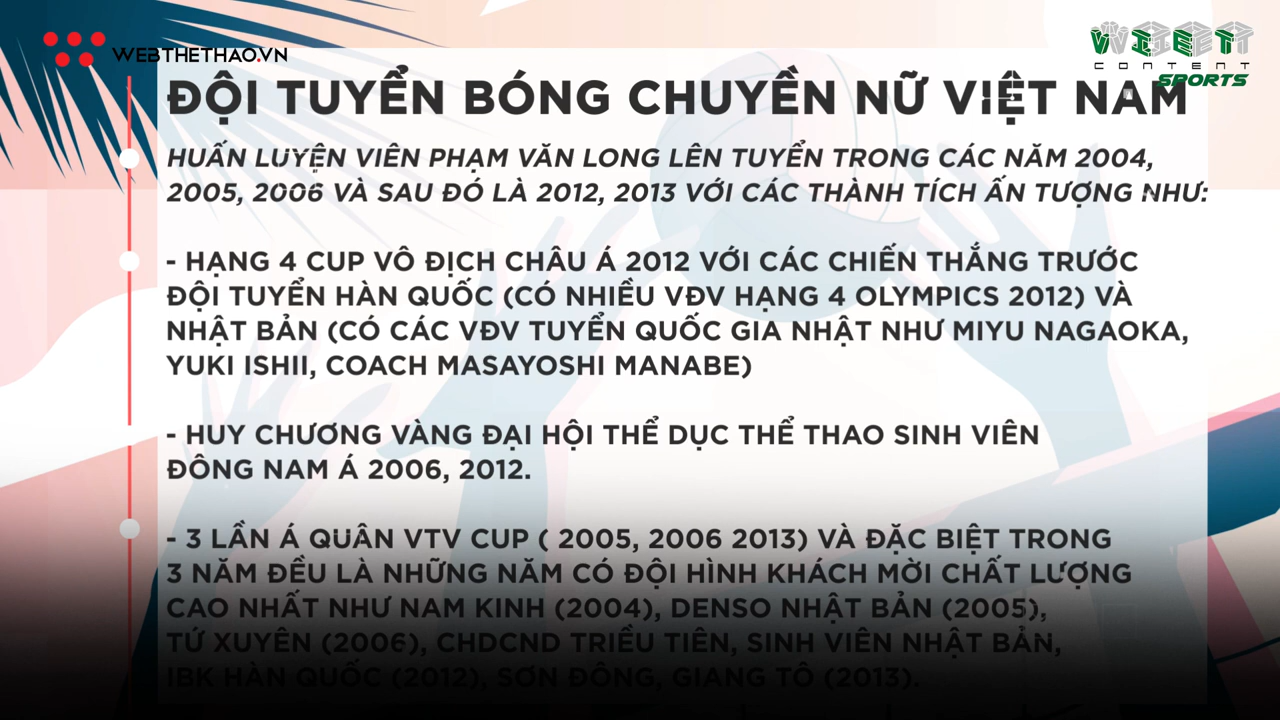 WEBTHETHAO.VN
VIET
CONTENT
SPORTS
ĐỘI TUYỂN BÓNG CHUYỀN NỮ VIỆT NAM
HUẤN LUYỆN VIÊN PHẠM VĂN LONG LÊN TUYỂN TRONG CÁC NĂM 2004,
2005, 2006 VÀ SAU ĐÓ LÀ 2012, 2013 VỚI CÁC THÀNH TÍCH ẤN TƯỢNG NHƯ:
- HẠNG 4 CUP VÔ ĐỊCH CHÂU Á 2012 VỚI CÁC CHIẾN THẮNG TRƯỚC
ĐỘI TUYỂN HÀN QUỐC (CÓ NHIỀU VĐV HẠNG 4 OLYMPICS 2012) VÀ
NHẬT BẢN (CÓ CÁC VĐV TUYỂN QUỐC GIA NHẬT NHƯ MIYU NAGAOKA,
YUKI ISHII, COACH MASAYOSHI MANABE)
- HUY CHƯƠNG VÀNG ĐẠI HỘI THỂ DỤC THỂ THAO SINH VIÊN
ĐÔNG NAM Á 2006, 2012.
- 3 LẦN Á QUÂN VTV CUP ( 2005, 2006 2013) VÀ ĐẶC BIỆT TRONG
3 NĂM ĐỀU LÀ NHỮNG NĂM CÓ ĐỘI HÌNH KHÁCH MỜI CHẤT LƯỢNG
CAO NHẤT NHƯ NAM KINH (2004), DENSO NHẬT BẢN (2005),
TỨ XUYÊN (2006), CHDCND TRIỀU TIÊN, SINH VIÊN NHẬT BẢN,
IBK HÀN QUỐC (2012), SƠN ĐÔNG, GIANG TÔ (2013).